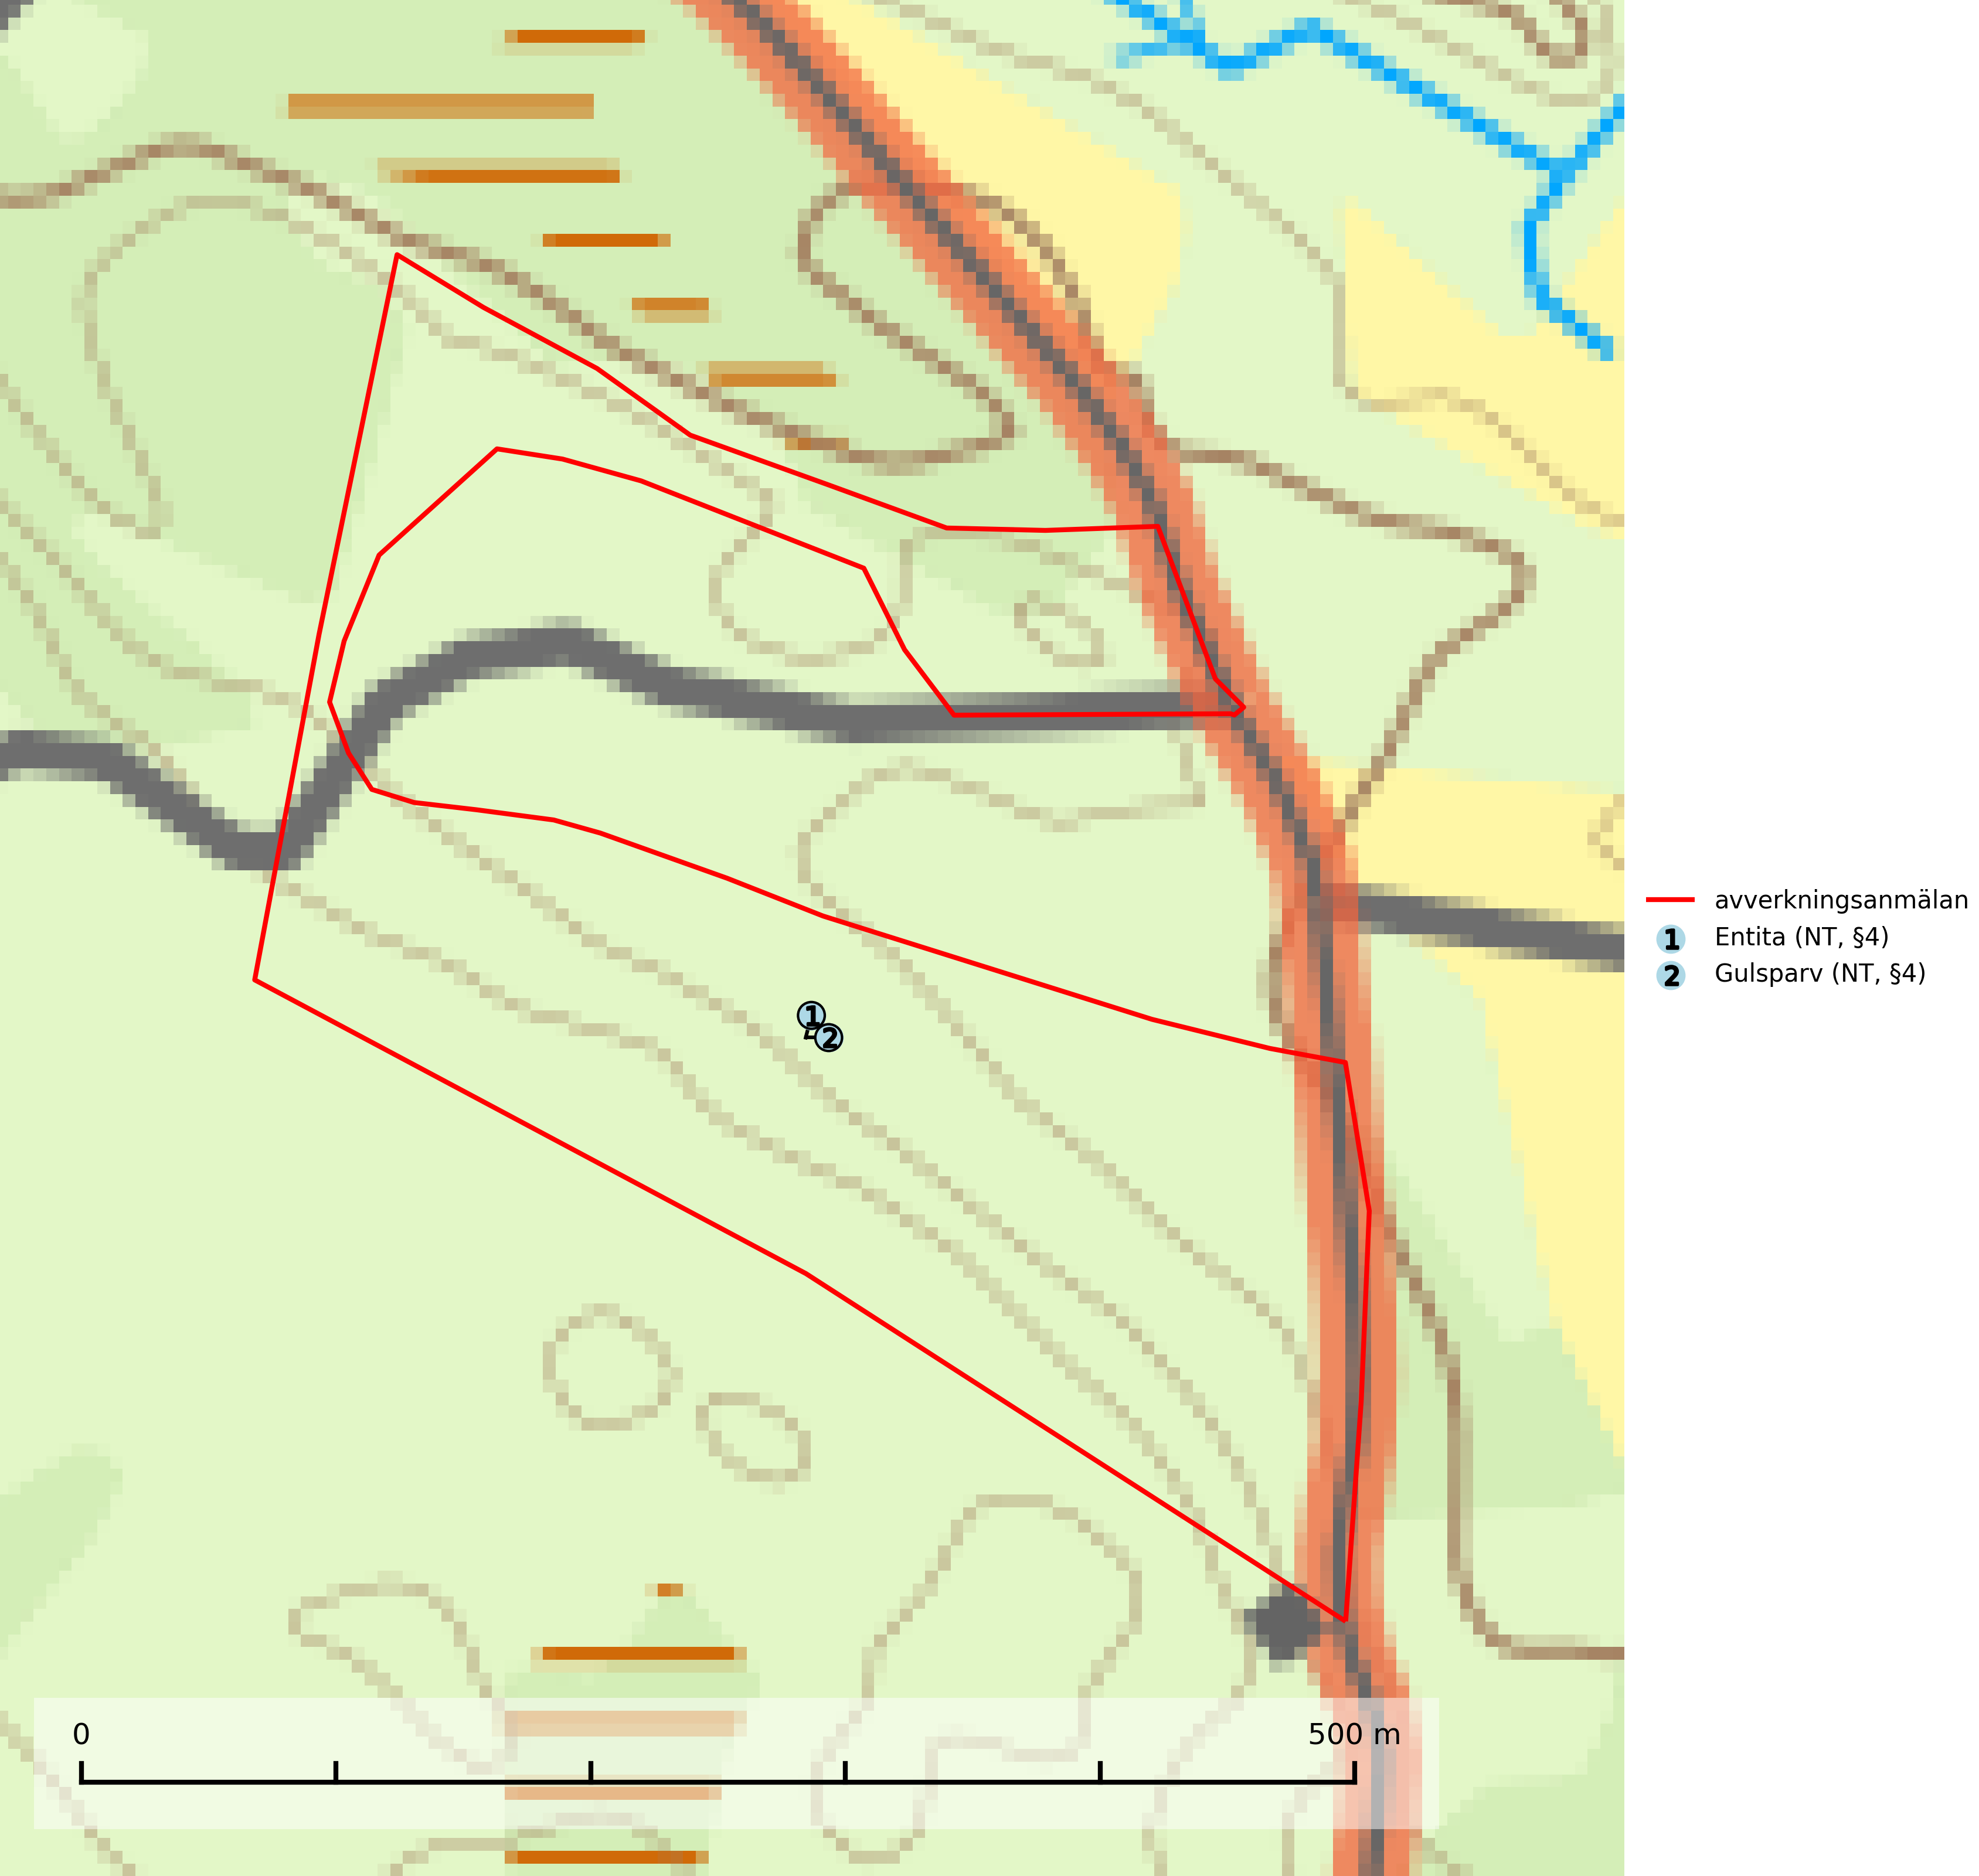 avverkningsanmälan
1 Entita (NT, §4)
2 Gulsparv (NT, §4)
1
2
0 500 m